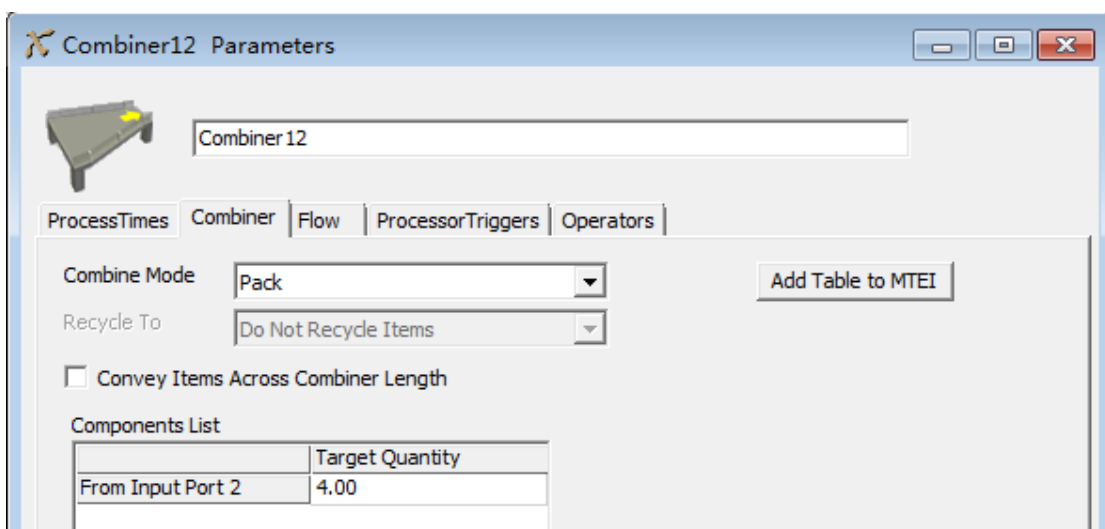 Combiner12 Parameters
Combiner12
ProcessTimes Combiner Flow ProcessorTriggers Operators
Combine Mode Pack Add Table to MTEI
Recycle To Do Not Recycle Items
Convey Items Across Combiner Length
Components List
Target Quantity
From Input Port 2 4.00